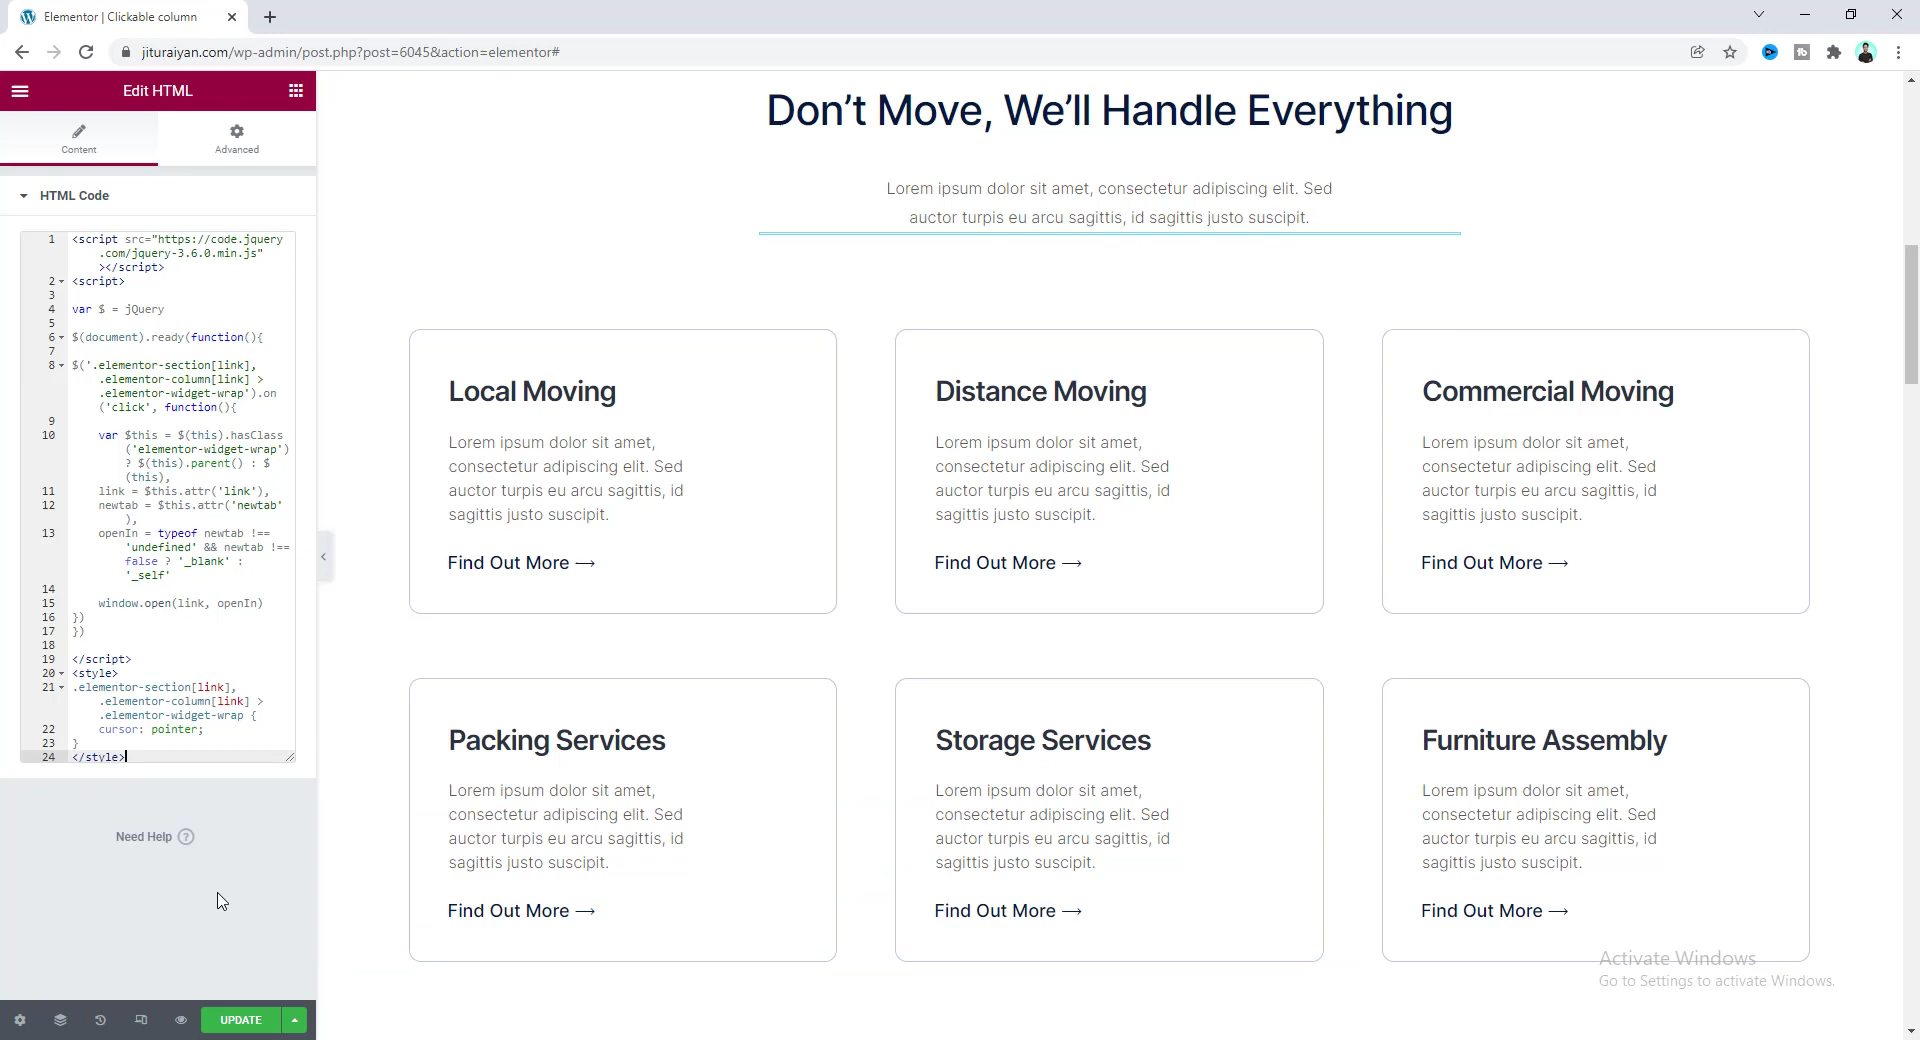 Elementor | Clickable column
jituraiyan.com/wp-admin/post.php?post=6045&action=elementor#
Edit HTML
Content
Advanced
HTML Code
1 <script src="https://code.jquery
.com/jquery-3.6.0.min.js"
></script>
2 <script>
3
4 var $ = jQuery
5
6 $(document).ready(function(){
7
8 $('.elementor-section[link],
.elementor-column[link] >
.elementor-widget-wrap').on
('click', function(){
9
10 var $this = $(this).hasClass
('elementor-widget-wrap')
? $(this).parent() : $
(this),
11 link = $this.attr('link'),
12 newtab = $this.attr('newtab'
),
13 openIn = typeof newtab !==
'undefined' && newtab !==
false ? '_blank' :
'_self'
14
15 window.open(link, openIn)
16 })
17 })
18
19 </script>
20 <style>
21 .elementor-section[link],
.elementor-column[link] >
.elementor-widget-wrap {
22 cursor: pointer;
23 }
24 </style>
Need Help ?
UPDATE
Don’t Move, We’ll Handle Everything
Lorem ipsum dolor sit amet, consectetur adipiscing elit. Sed
auctor turpis eu arcu sagittis, id sagittis justo suscipit.
Local Moving
Lorem ipsum dolor sit amet,
consectetur adipiscing elit. Sed
auctor turpis eu arcu sagittis, id
sagittis justo suscipit.
Find Out More →
Distance Moving
Lorem ipsum dolor sit amet,
consectetur adipiscing elit. Sed
auctor turpis eu arcu sagittis, id
sagittis justo suscipit.
Find Out More →
Commercial Moving
Lorem ipsum dolor sit amet,
consectetur adipiscing elit. Sed
auctor turpis eu arcu sagittis, id
sagittis justo suscipit.
Find Out More →
Packing Services
Lorem ipsum dolor sit amet,
consectetur adipiscing elit. Sed
auctor turpis eu arcu sagittis, id
sagittis justo suscipit.
Find Out More →
Storage Services
Lorem ipsum dolor sit amet,
consectetur adipiscing elit. Sed
auctor turpis eu arcu sagittis, id
sagittis justo suscipit.
Find Out More →
Furniture Assembly
Lorem ipsum dolor sit amet,
consectetur adipiscing elit. Sed
auctor turpis eu arcu sagittis, id
sagittis justo suscipit.
Find Out More →
Activate Windows
Go to Settings to activate Windows.